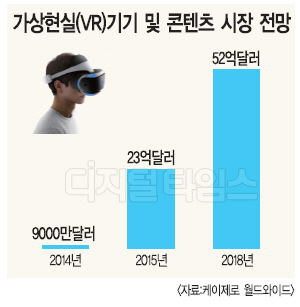 가상현실(VR)기기 및 콘텐츠 시장 전망
52억달러
23억달러
디지털타임스
9000만달러
2014년
2015년
2018년
<자료:케이제로 월드와이드>